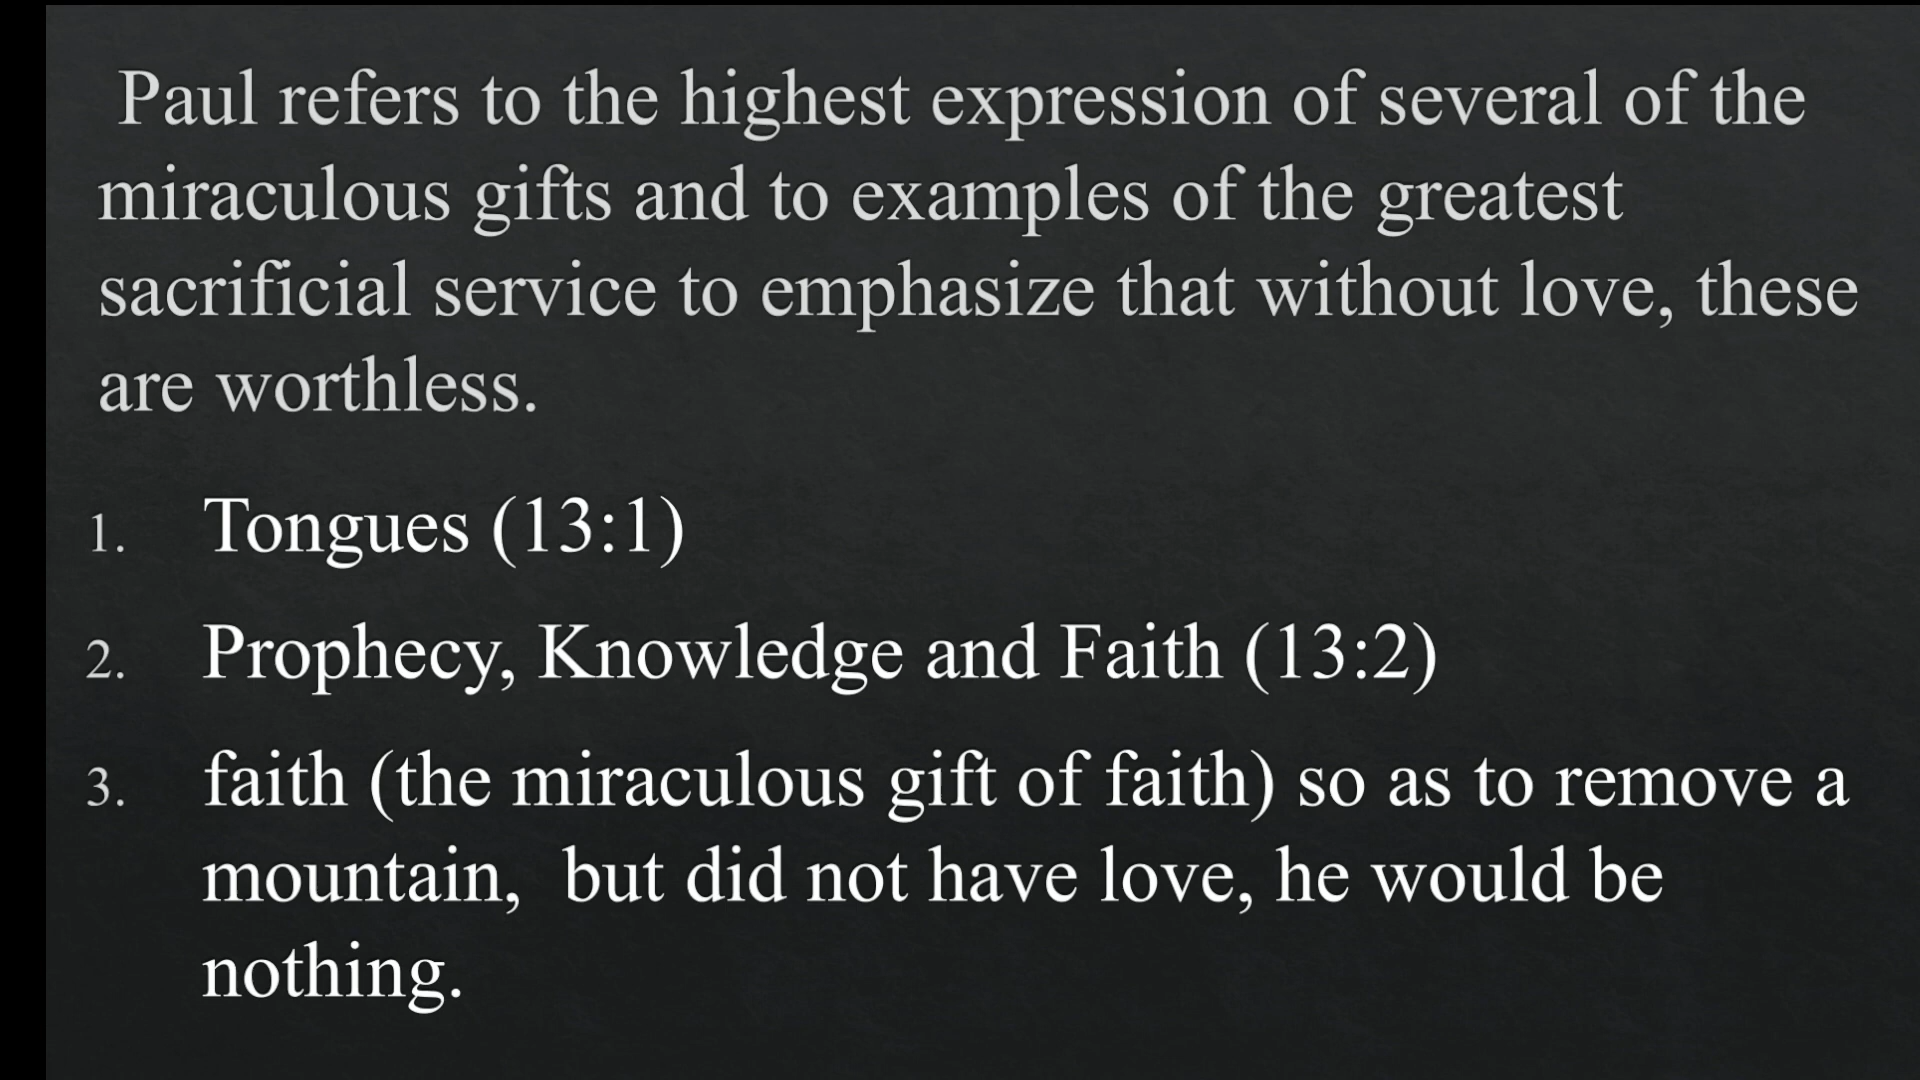 Paul refers to the highest expression of several of the
miraculous gifts and to examples of the greatest
sacrificial service to emphasize that without love, these
are worthless.
1. Tongues (13:1)
2. Prophecy, Knowledge and Faith (13:2)
3. faith (the miraculous gift of faith) so as to remove a
mountain,  but did not have love, he would be
nothing.